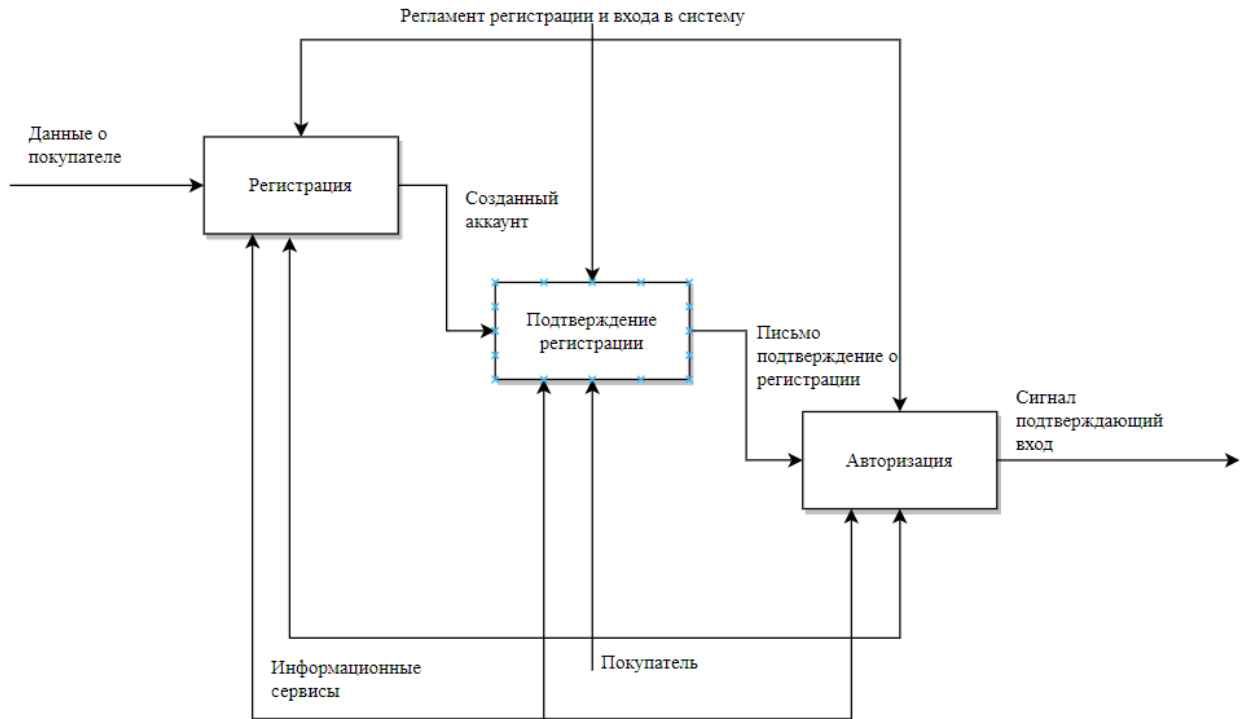 Регламент регистрации и входа в систему
Данные о
покупателе
Регистрация
Созданный
аккаунт
Подтверждение
регистрации
Письмо
подтверждение о
регистрации
Сигнал
подтверждающий
вход
Авторизация
Информационные
сервисы
Покупатель